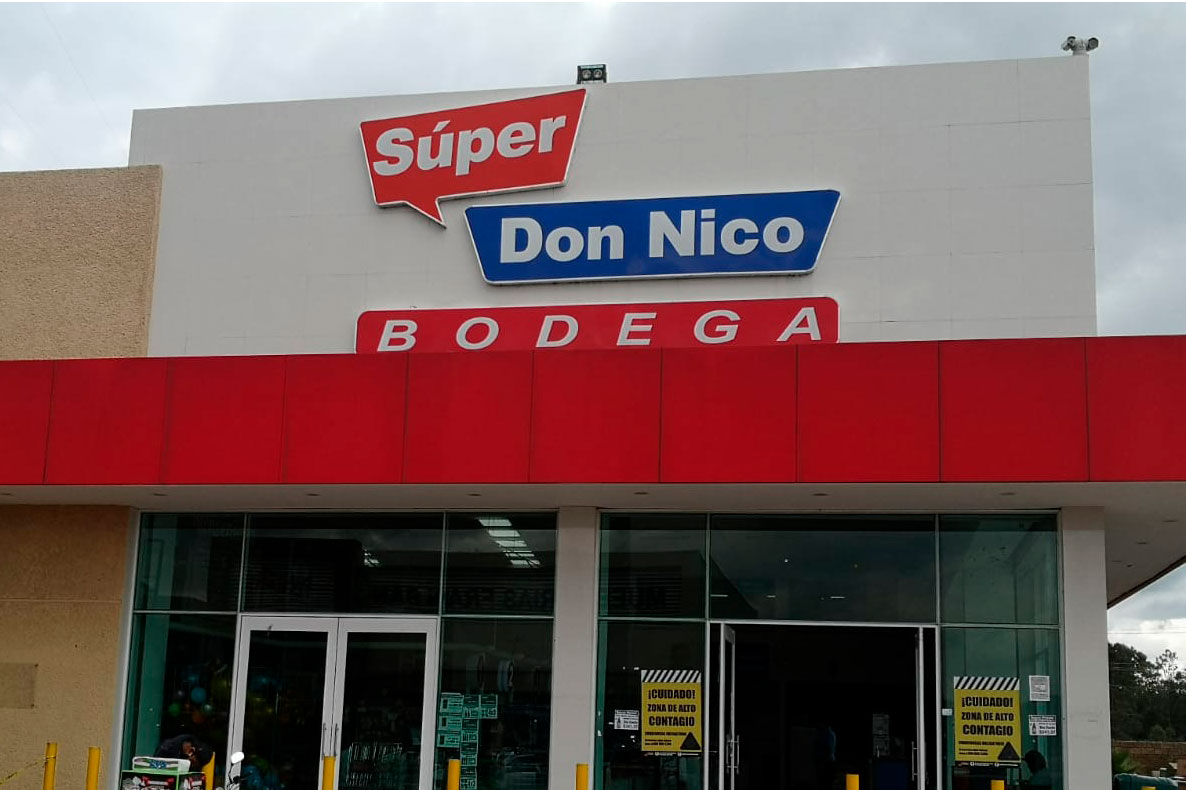 Súper
Don Nico
BODEGA
¡CUIDADO!
ZONA DE ALTO
CONTAGIO
¡CUIDADO!
ZONA DE ALTO
CONTAGIO